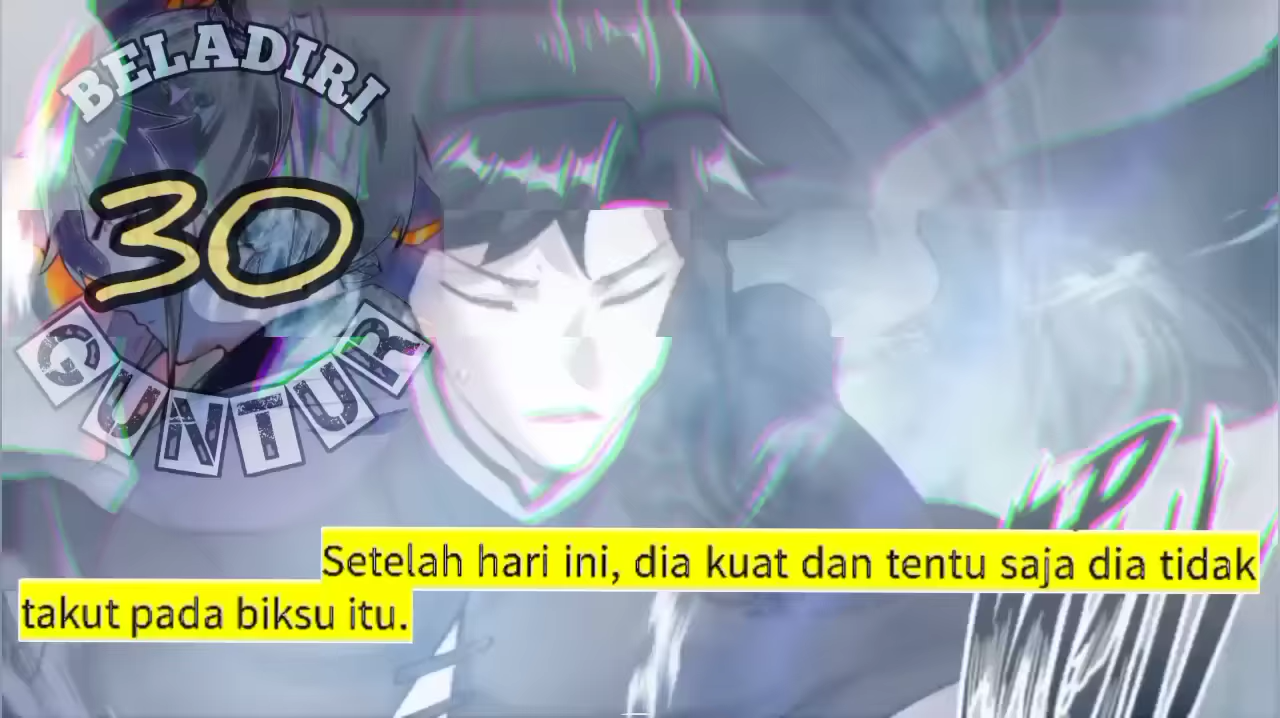 BELADIRI
30
GUNTUR
Setelah hari ini, dia kuat dan tentu saja dia tidak
takut pada biksu itu.